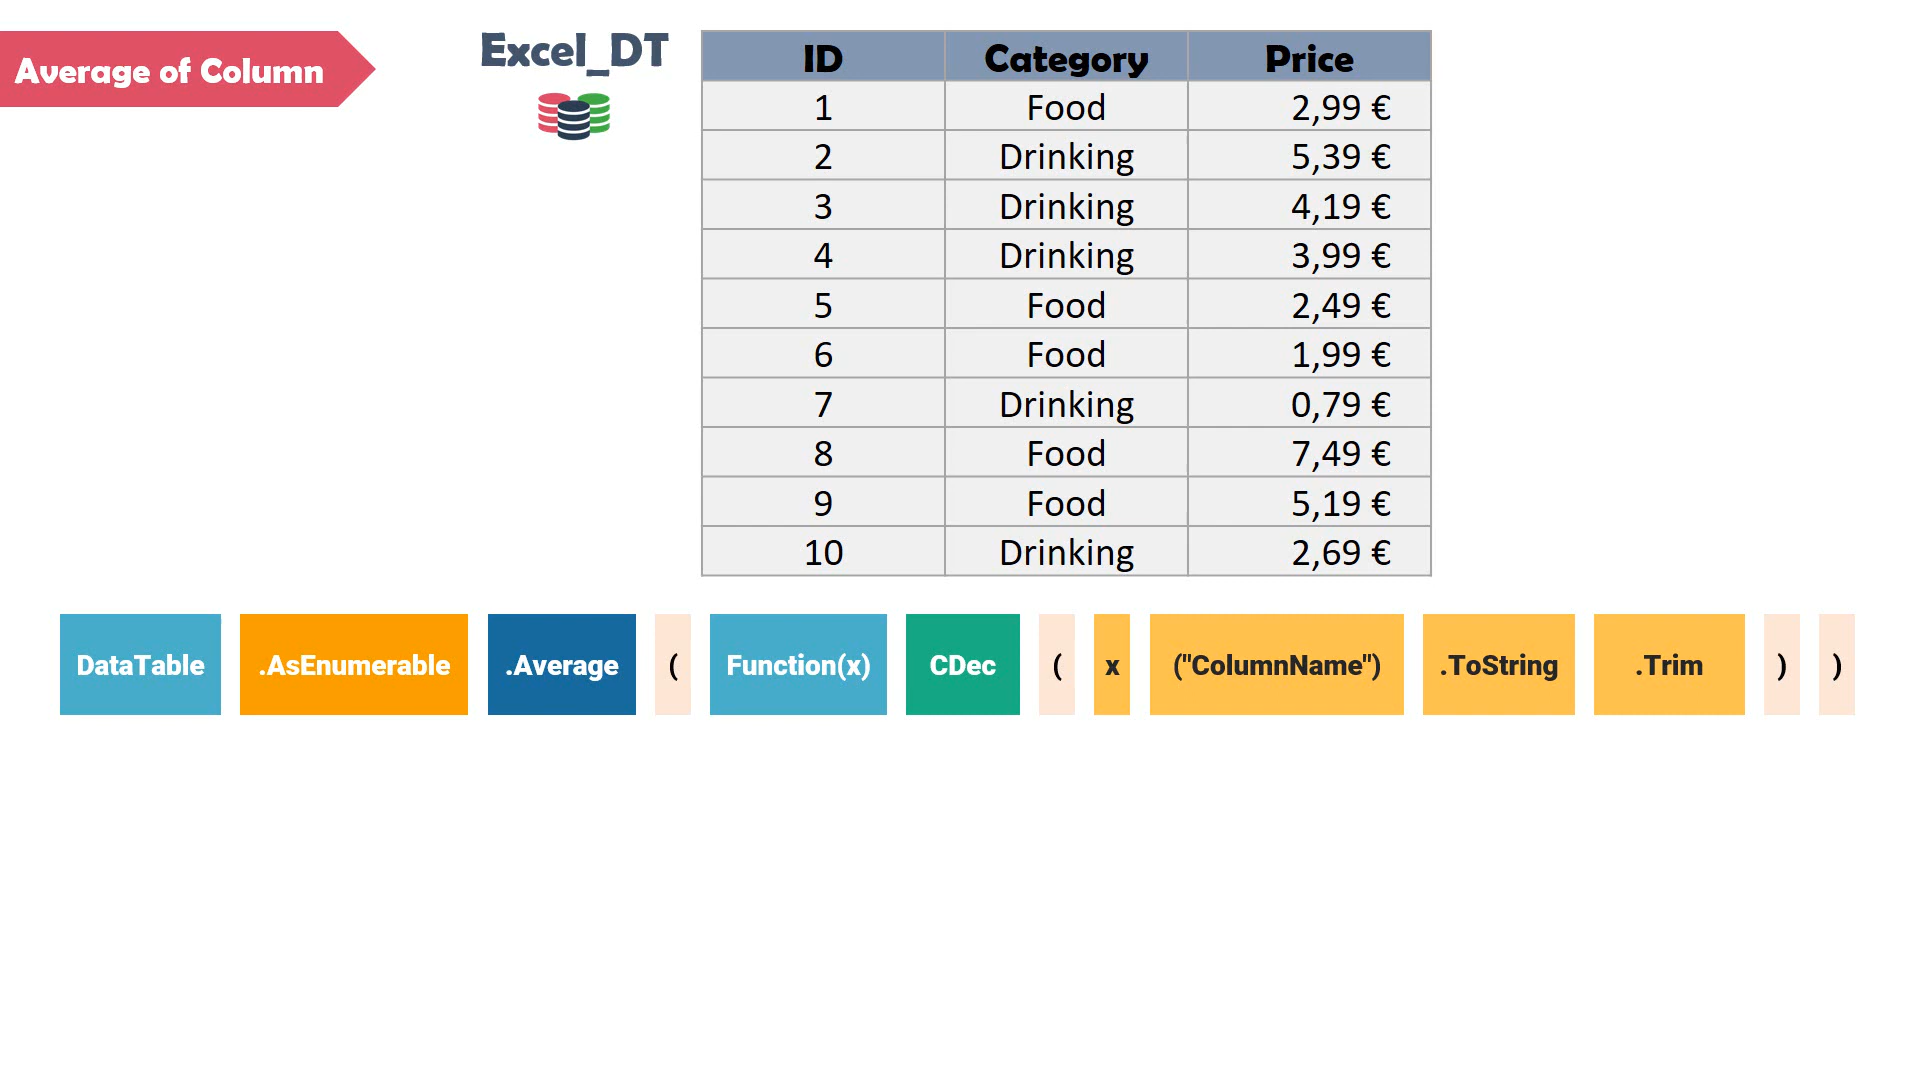 Average of Column
Excel_DT
ID Category Price
1 Food 2,99 €
2 Drinking 5,39 €
3 Drinking 4,19 €
4 Drinking 3,99 €
5 Food 2,49 €
6 Food 1,99 €
7 Drinking 0,79 €
8 Food 7,49 €
9 Food 5,19 €
10 Drinking 2,69 €
DataTable .AsEnumerable .Average ( Function(x) CDec ( x ("ColumnName") .ToString .Trim ) )